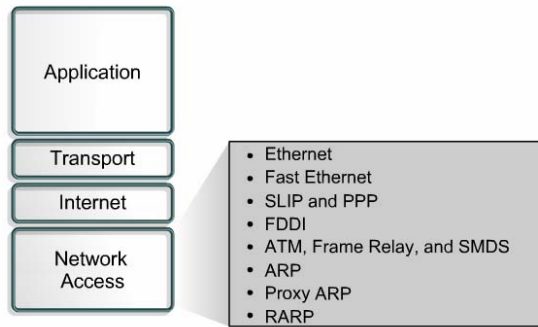 Application
Transport
Internet
Network
Access
• Ethernet
• Fast Ethernet
• SLIP and PPP
• FDDI
• ATM, Frame Relay, and SMDS
• ARP
• Proxy ARP
• RARP